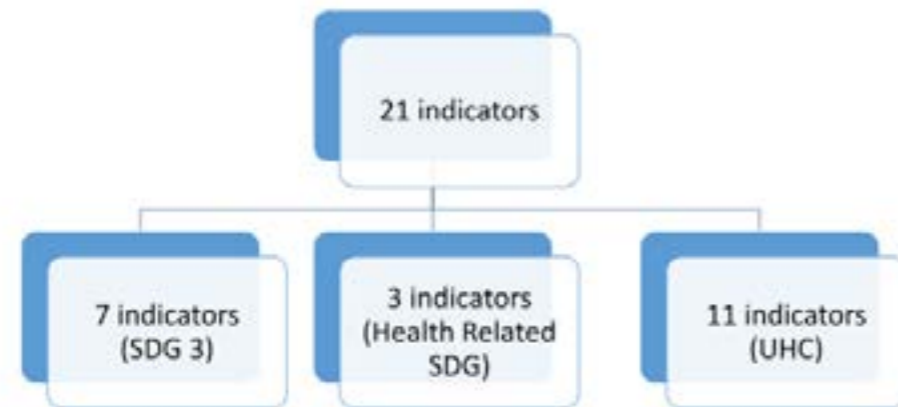 21 indicators
7 indicators
(SDG 3)
3 indicators
(Health Related
SDG)
11 indicators
(UHC)